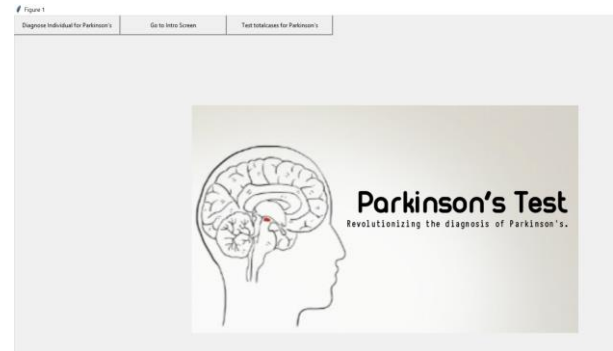 Figure 1
Diagnose Individual for Parkinson's
Go to Intro Screen
Test totalcases for Parkinson's
Parkinson's Test
Revolutionizing the diagnosis of Parkinson's.